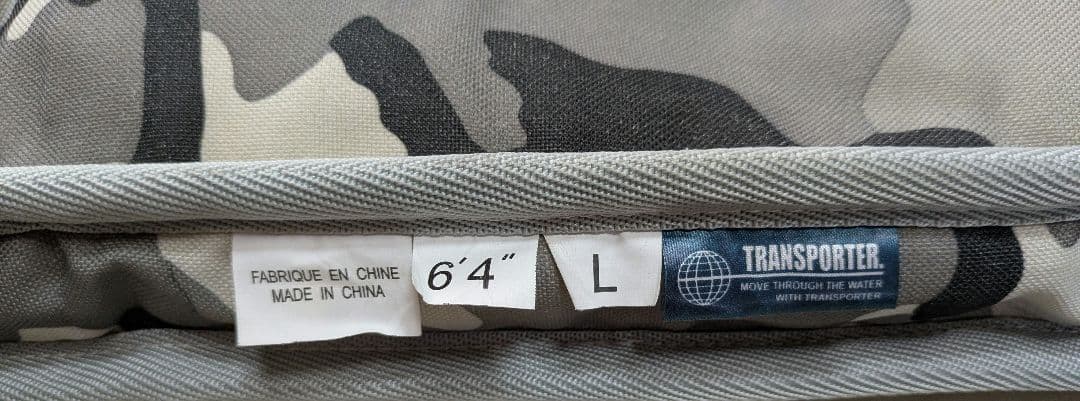 FABRIQUE EN CHINE
MADE IN CHINA
6'4"
L
TRANSPORTER.
MOVE THROUGH THE WATER
WITH TRANSPORTER